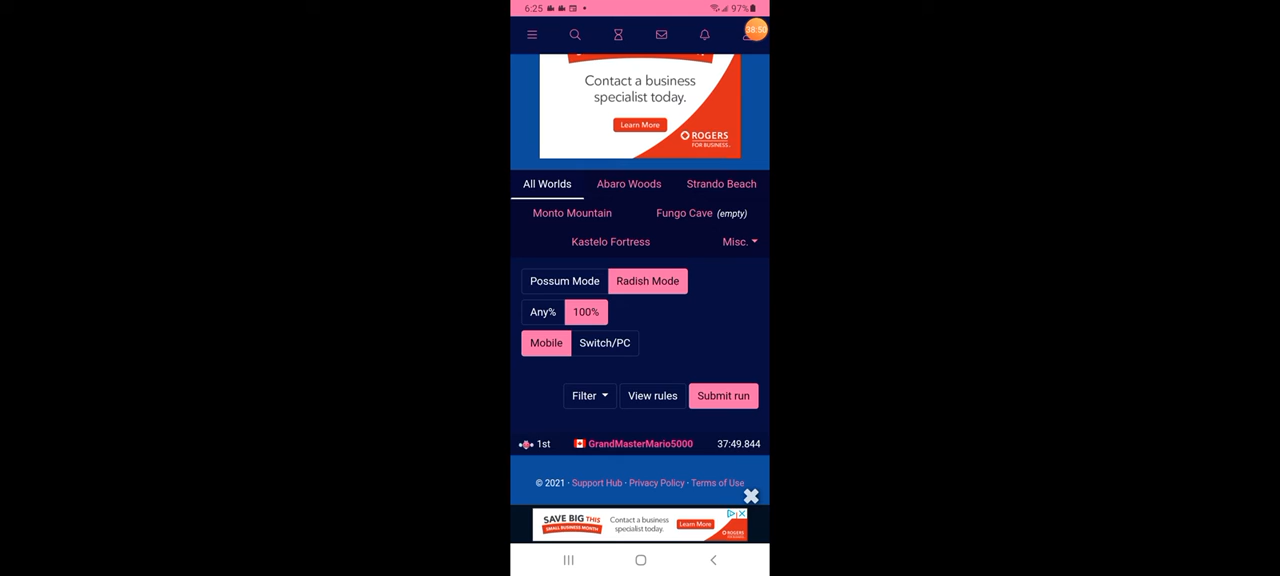 6:25 97%
38:50
Contact a business
specialist today.
Learn More
ROGERS
FOR BUSINESS.
All Worlds Abaro Woods Strando Beach
Monto Mountain Fungo Cave (empty)
Kastelo Fortress Misc.
Possum Mode Radish Mode
Any% 100%
Mobile Switch/PC
Filter View rules Submit run
1st GrandMasterMario5000 37:49.844
© 2021 · Support Hub · Privacy Policy · Terms of Use
SAVE BIG THIS
SMALL BUSINESS MONTH
Contact a business
specialist today.
Learn More
ROGERS